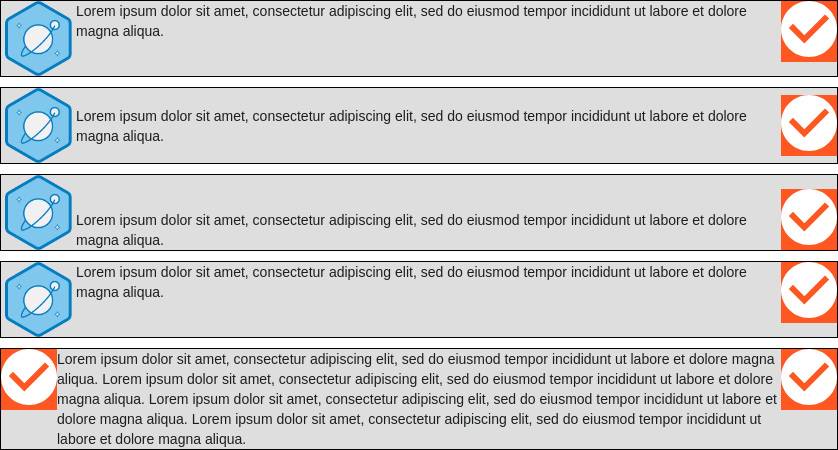 Lorem ipsum dolor sit amet, consectetur adipiscing elit, sed do eiusmod tempor incididunt ut labore et dolore
magna aliqua.
Lorem ipsum dolor sit amet, consectetur adipiscing elit, sed do eiusmod tempor incididunt ut labore et dolore
magna aliqua.
Lorem ipsum dolor sit amet, consectetur adipiscing elit, sed do eiusmod tempor incididunt ut labore et dolore
magna aliqua.
Lorem ipsum dolor sit amet, consectetur adipiscing elit, sed do eiusmod tempor incididunt ut labore et dolore
magna aliqua.
Lorem ipsum dolor sit amet, consectetur adipiscing elit, sed do eiusmod tempor incididunt ut labore et dolore magna
aliqua. Lorem ipsum dolor sit amet, consectetur adipiscing elit, sed do eiusmod tempor incididunt ut labore et dolore
magna aliqua. Lorem ipsum dolor sit amet, consectetur adipiscing elit, sed do eiusmod tempor incididunt ut labore et
dolore magna aliqua. Lorem ipsum dolor sit amet, consectetur adipiscing elit, sed do eiusmod tempor incididunt ut
labore et dolore magna aliqua.